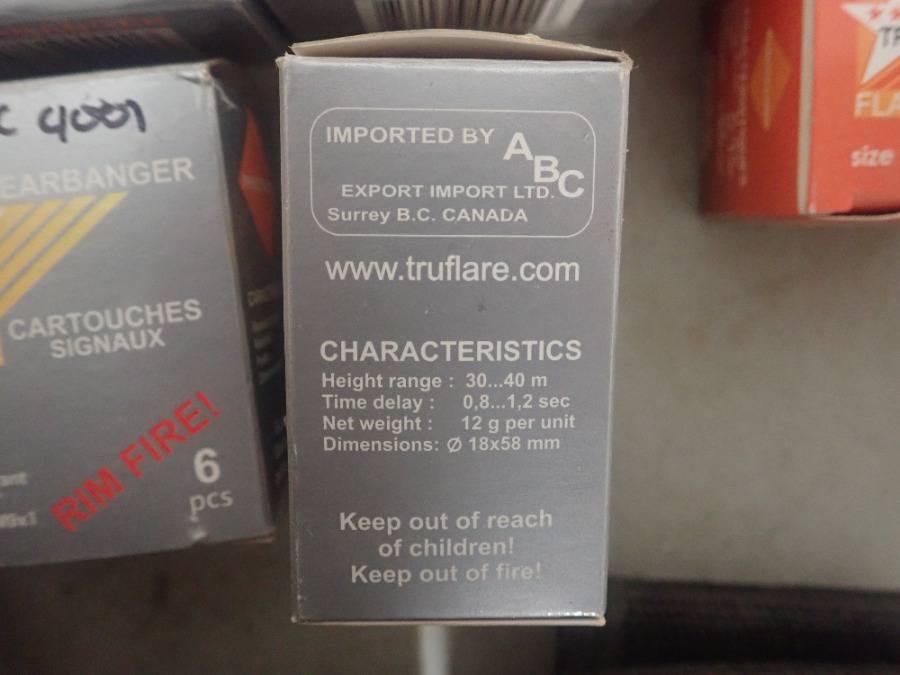 C 4001
EARBANGER
CARTOUCHES
SIGNAUX
RIM FIRE!
6
pcs
IMPORTED BY ABC
EXPORT IMPORT LTD.
Surrey B.C. CANADA
www.truflare.com
CHARACTERISTICS
Height range : 30...40 m
Time delay : 0,8...1,2 sec
Net weight : 12 g per unit
Dimensions: Ø 18x58 mm
Keep out of reach
of children!
Keep out of fire!
TR
FLA
size